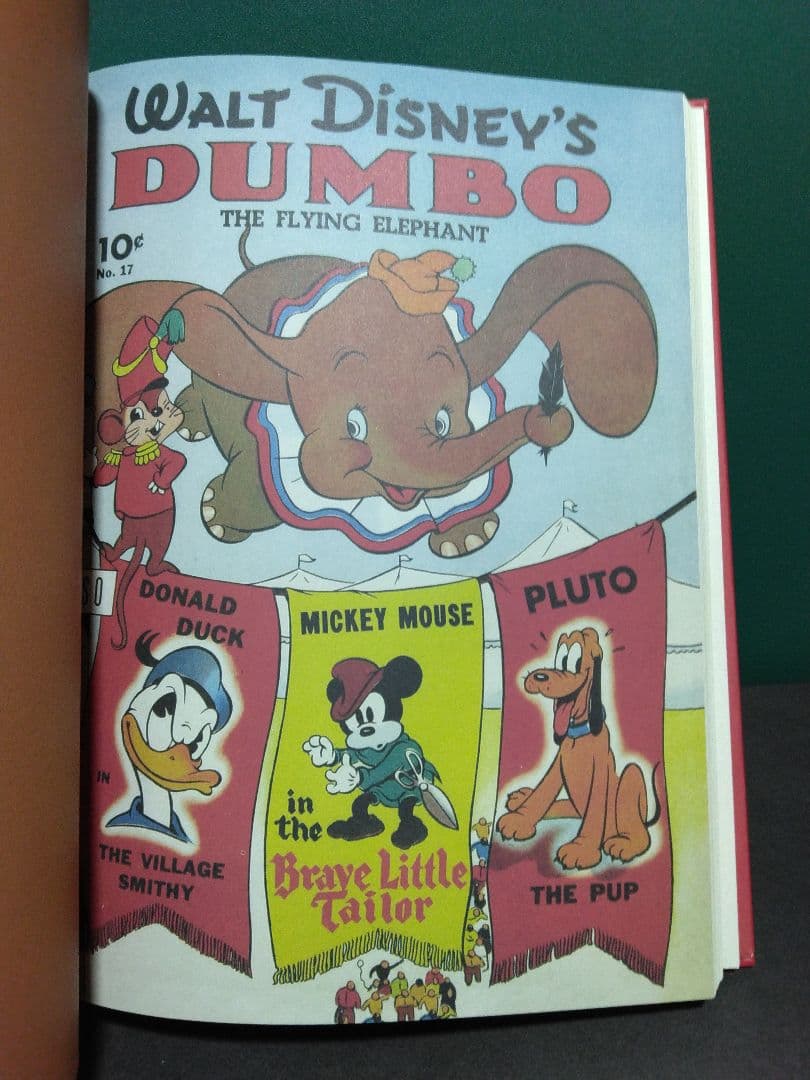 WALT DISNEY'S
DUMBO
THE FLYING ELEPHANT
10¢
No. 17
DONALD
DUCK
IN
THE VILLAGE
SMITHY
MICKEY MOUSE
in
the
Brave Little
Tailor
PLUTO
THE PUP